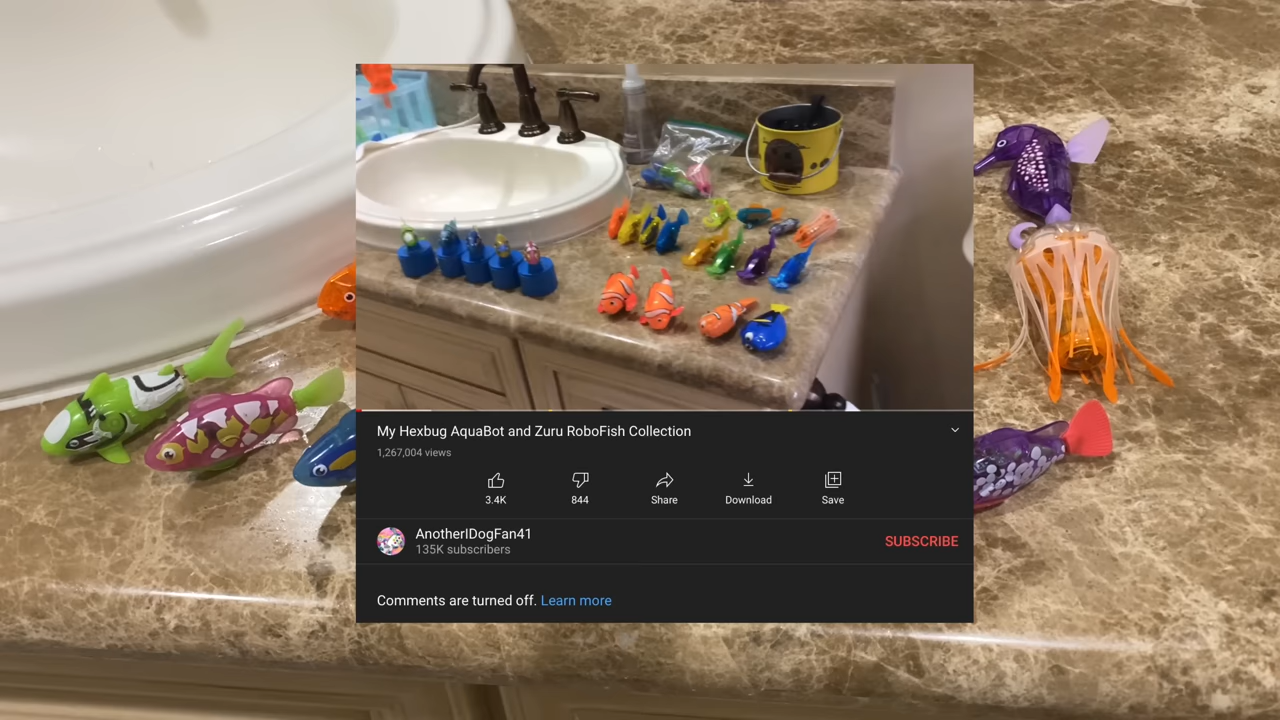 My Hexbug AquaBot and Zuru RoboFish Collection
1,267,004 views
3.4K 844 Share Download Save
AnotherIDogFan41
135K subscribers
SUBSCRIBE
Comments are turned off. Learn more